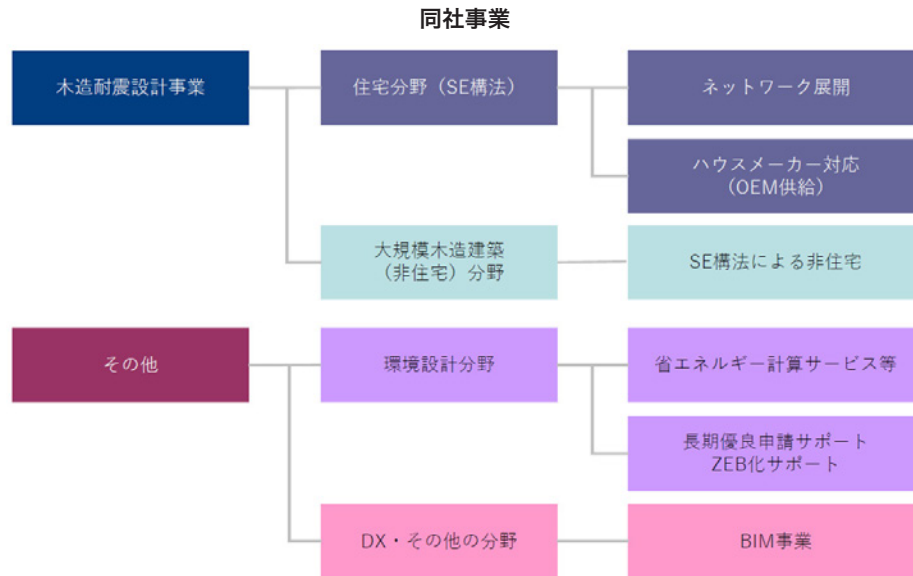 同社事業
木造耐震設計事業
住宅分野（SE構法）
ネットワーク展開
ハウスメーカー対応
（OEM供給）
大規模木造建築
（非住宅）分野
SE構法による非住宅
その他
環境設計分野
省エネルギー計算サービス等
長期優良申請サポート
ZEB化サポート
DX・その他の分野
BIM事業